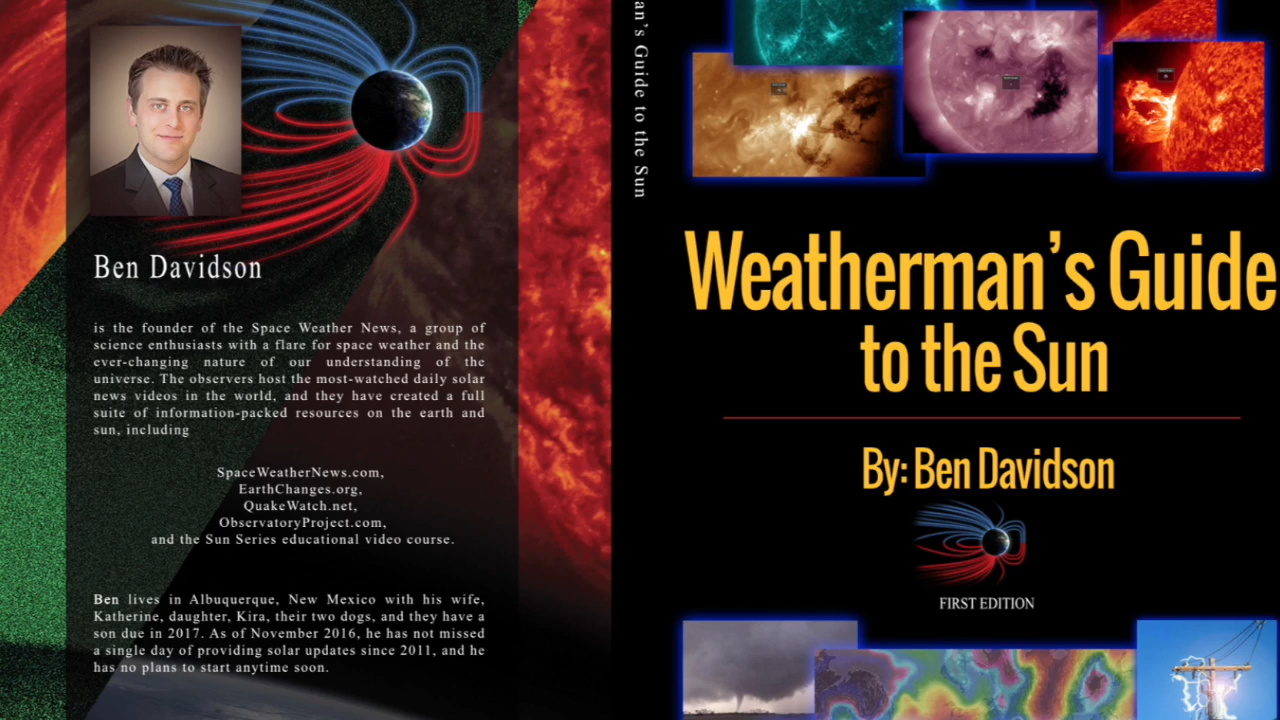 Ben Davidson
is the founder of the Space Weather News, a group of
science enthusiasts with a flare for space weather and the
ever-changing nature of our understanding of the
universe. The observers host the most-watched daily solar
news videos in the world, and they have created a full
suite of information-packed resources on the earth and
sun, including
SpaceWeatherNews.com,
EarthChanges.org,
QuakeWatch.net,
ObservatoryProject.com,
and the Sun Series educational video course.
Ben lives in Albuquerque, New Mexico with his wife,
Katherine, daughter, Kira, their two dogs, and they have a
son due in 2017. As of November 2016, he has not missed
a single day of providing solar updates since 2011, and he
has no plans to start anytime soon.
an's Guide to the Sun
Weatherman's Guide
to the Sun
By: Ben Davidson
FIRST EDITION